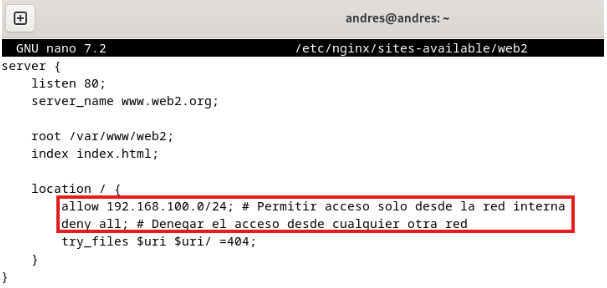 andres@andres: ~
GNU nano 7.2 /etc/nginx/sites-available/web2
server {
    listen 80;
    server_name www.web2.org;

    root /var/www/web2;
    index index.html;

    location / {
        allow 192.168.100.0/24; # Permitir acceso solo desde la red interna
        deny all; # Denegar el acceso desde cualquier otra red
        try_files $uri $uri/ =404;
    }
}